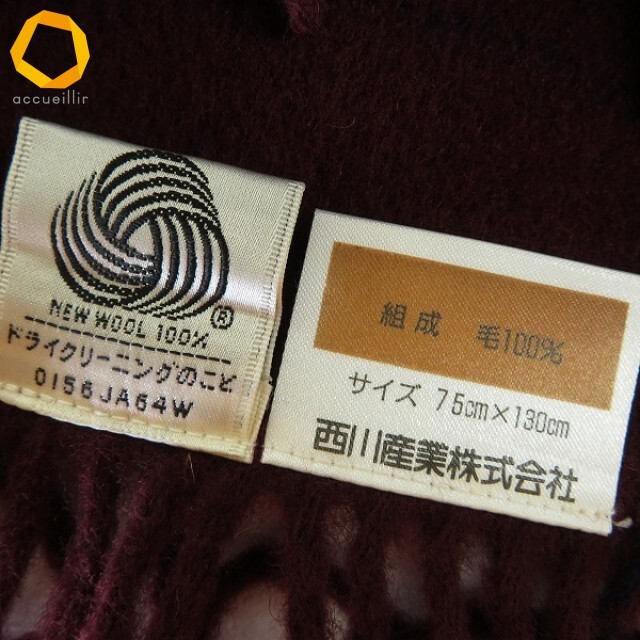 accueillir
NEW WOOL 100%
ドライクリーニングのこと
0156JA64W
組成 毛100%
サイズ 75cm×130cm
西川産業株式会社